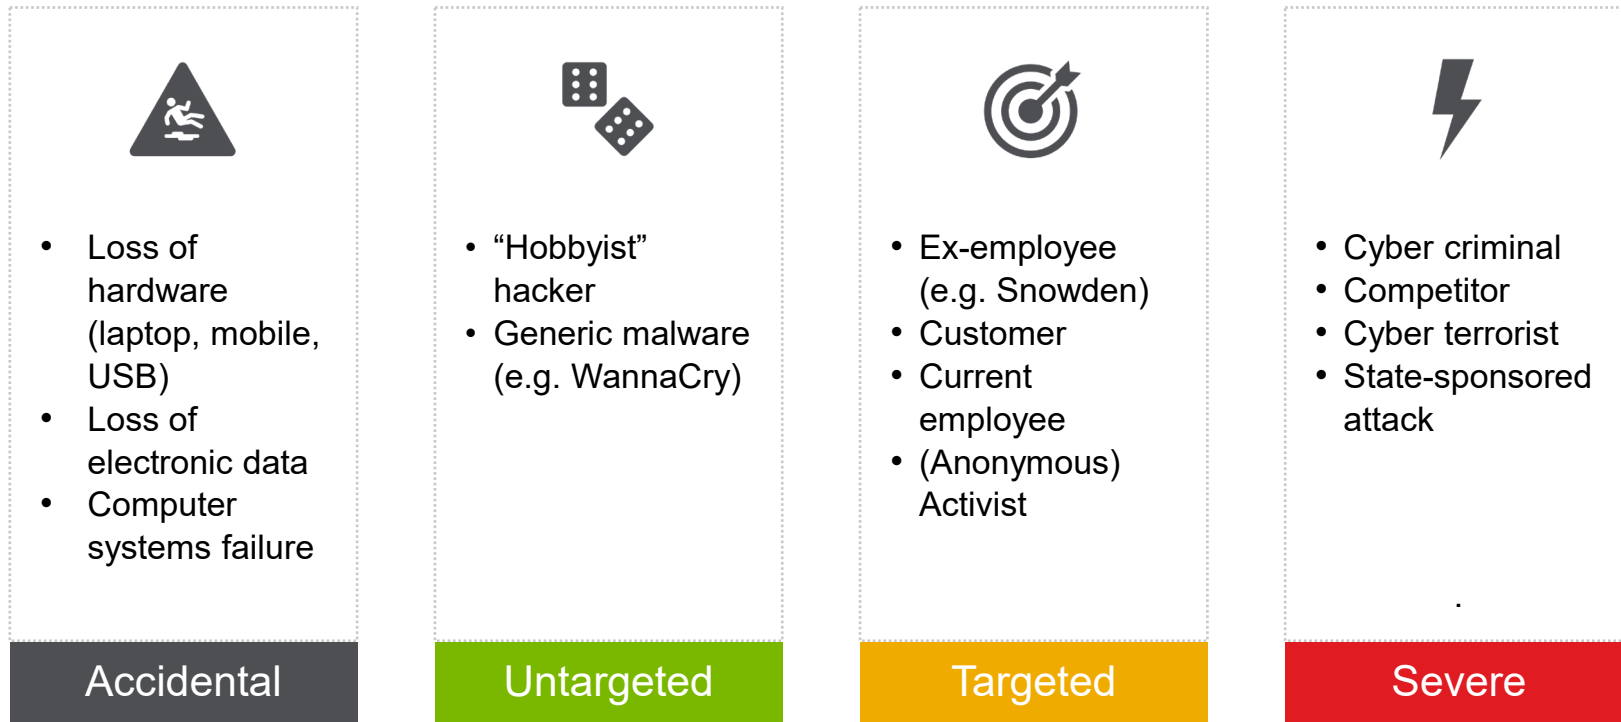 • Loss of
hardware
(laptop, mobile,
USB)
• Loss of
electronic data
• Computer
systems failure
Accidental
• “Hobbyist”
hacker
• Generic malware
(e.g. WannaCry)
Untargeted
• Ex-employee
(e.g. Snowden)
• Customer
• Current
employee
• (Anonymous)
Activist
Targeted
• Cyber criminal
• Competitor
• Cyber terrorist
• State-sponsored
attack
.
Severe